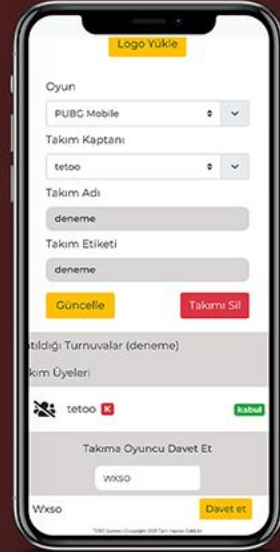 Logo Yükle
Oyun
PUBG Mobile
Takım Kaptanı
tetoo
Takım Adı
deneme
Takım Etiketi
deneme
Güncelle
Takımı Sil
atıldığı Turnuvalar (deneme)
kım Üyeleri
tetoo K
kabul
Takıma Oyuncu Davet Et
wxso
Wxso
Davet et